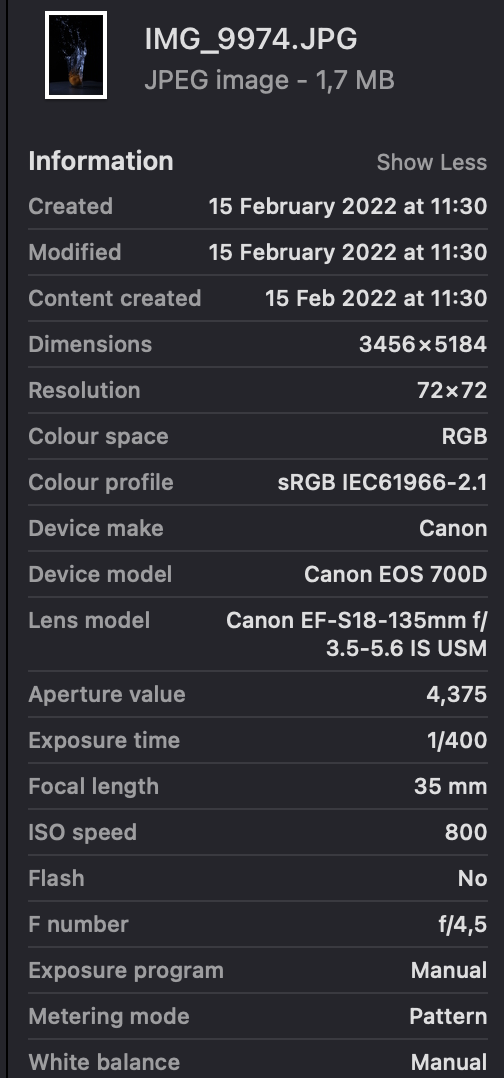 IMG_9974.JPG
JPEG image - 1,7 MB
Information Show Less
Created 15 February 2022 at 11:30
Modified 15 February 2022 at 11:30
Content created 15 Feb 2022 at 11:30
Dimensions 3456×5184
Resolution 72×72
Colour space RGB
Colour profile sRGB IEC61966-2.1
Device make Canon
Device model Canon EOS 700D
Lens model Canon EF-S18-135mm f/
3.5-5.6 IS USM
Aperture value 4,375
Exposure time 1/400
Focal length 35 mm
ISO speed 800
Flash No
F number f/4,5
Exposure program Manual
Metering mode Pattern
White balance Manual